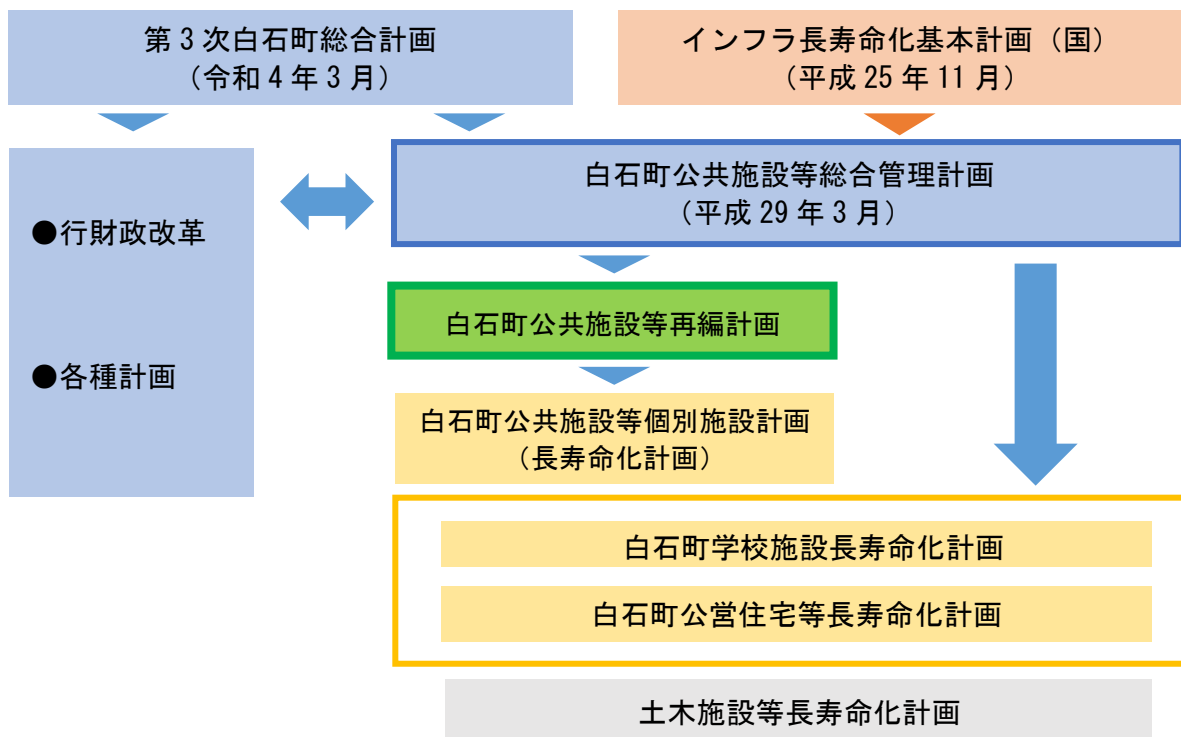 第3次白石町総合計画
（令和4年3月）
インフラ長寿命化基本計画（国）
（平成25年11月）
●行財政改革
●各種計画
白石町公共施設等総合管理計画
（平成29年3月）
白石町公共施設等再編計画
白石町公共施設等個別施設計画
（長寿命化計画）
白石町学校施設長寿命化計画
白石町公営住宅等長寿命化計画
土木施設等長寿命化計画